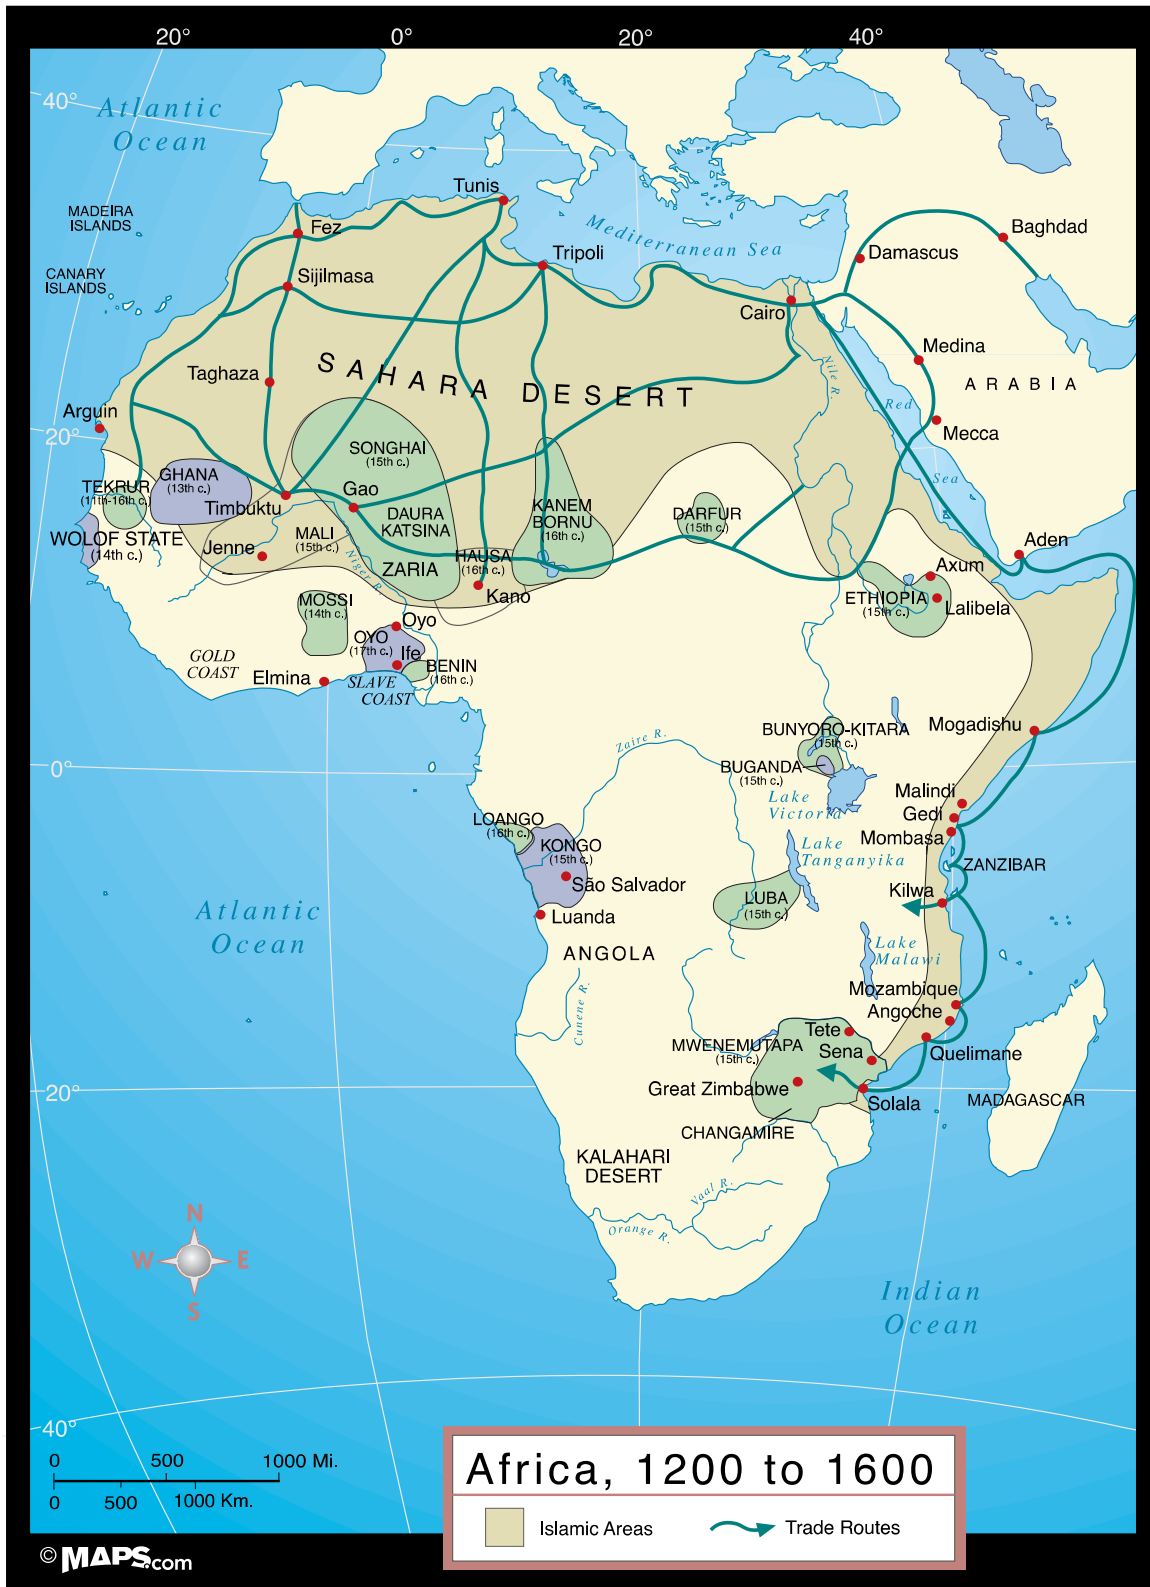 20°
0°
20°
40°
40°
Atlantic
Ocean
MADEIRA
ISLANDS
CANARY
ISLANDS
Tunis
Fez
Sijilmasa
Tripoli
Mediterranean Sea
Damascus
Baghdad
Cairo
Medina
ARABIA
Mecca
Red
Sea
Nile R.
Taghaza
SAHARA DESERT
Arguin
20°
TEKRUR
(11th-16th c.)
GHANA
(13th c.)
SONGHAI
(15th c.)
Timbuktu
Gao
DAURA
KATSINA
KANEM
BORNU
(16th c.)
DARFUR
(15th c.)
WOLOF STATE
(14th c.)
Jenne
MALI
(15th c.)
Niger R.
ZARIA
HAUSA
(16th c.)
Kano
Aden
Axum
ETHIOPIA
(15th c.)
Lalibela
MOSSI
(14th c.)
Oyo
OYO
(17th c.)
Ife
BENIN
(16th c.)
GOLD
COAST
Elmina
SLAVE
COAST
0°
Zaire R.
BUNYORO-KITARA
(15th c.)
BUGANDA
(15th c.)
Mogadishu
Lake
Victoria
Malindi
Gedi
Mombasa
LOANGO
(16th c.)
KONGO
(15th c.)
Lake
Tanganyika
ZANZIBAR
São Salvador
LUBA
(15th c.)
Kilwa
Atlantic
Ocean
Luanda
ANGOLA
Lake
Malawi
Cunene R.
Mozambique
Angoche
Tete
MWENEMUTAPA
(15th c.)
Sena
Quelimane
20°
Great Zimbabwe
Solala
MADAGASCAR
CHANGAMIRE
KALAHARI
DESERT
Vaal R.
Orange R.
N
W
E
S
Indian
Ocean
40°
0 500 1000 Mi.
0 500 1000 Km.
Africa, 1200 to 1600
Islamic Areas
Trade Routes
© MAPS.com